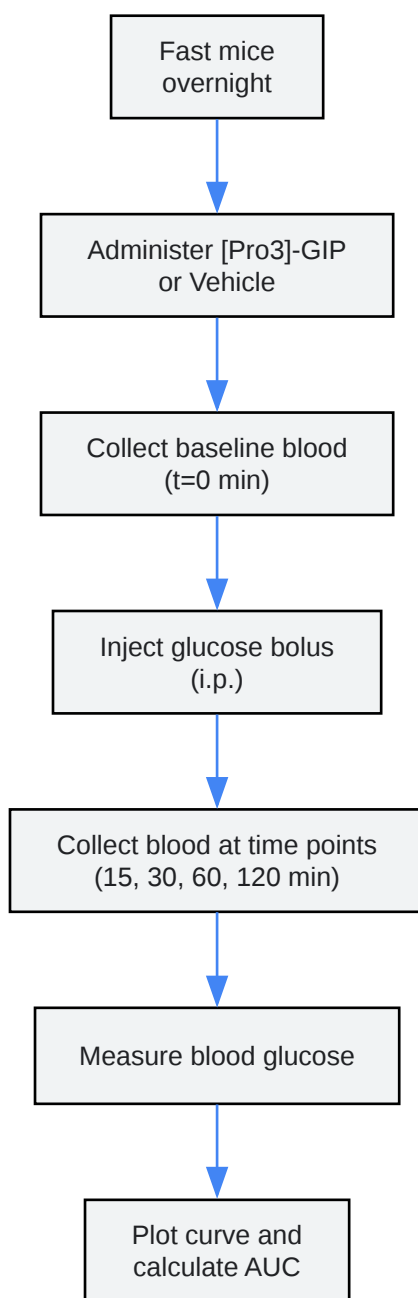 Fast mice
overnight
Administer [Pro3]-GIP
or Vehicle
Collect baseline blood
(t=0 min)
Inject glucose bolus
(i.p.)
Collect blood at time points
(15, 30, 60, 120 min)
Measure blood glucose
Plot curve and
calculate AUC